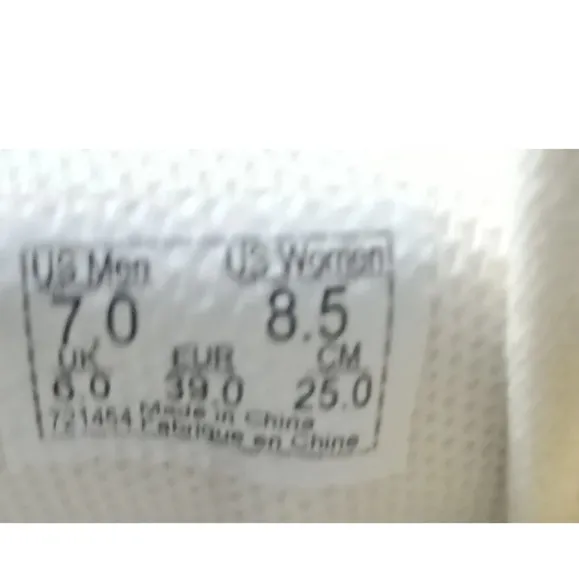 US Men US Women
7.0 8.5
UK EUR CM
6.0 39.0 25.0
721454 Made in China
Fabrique en Chine